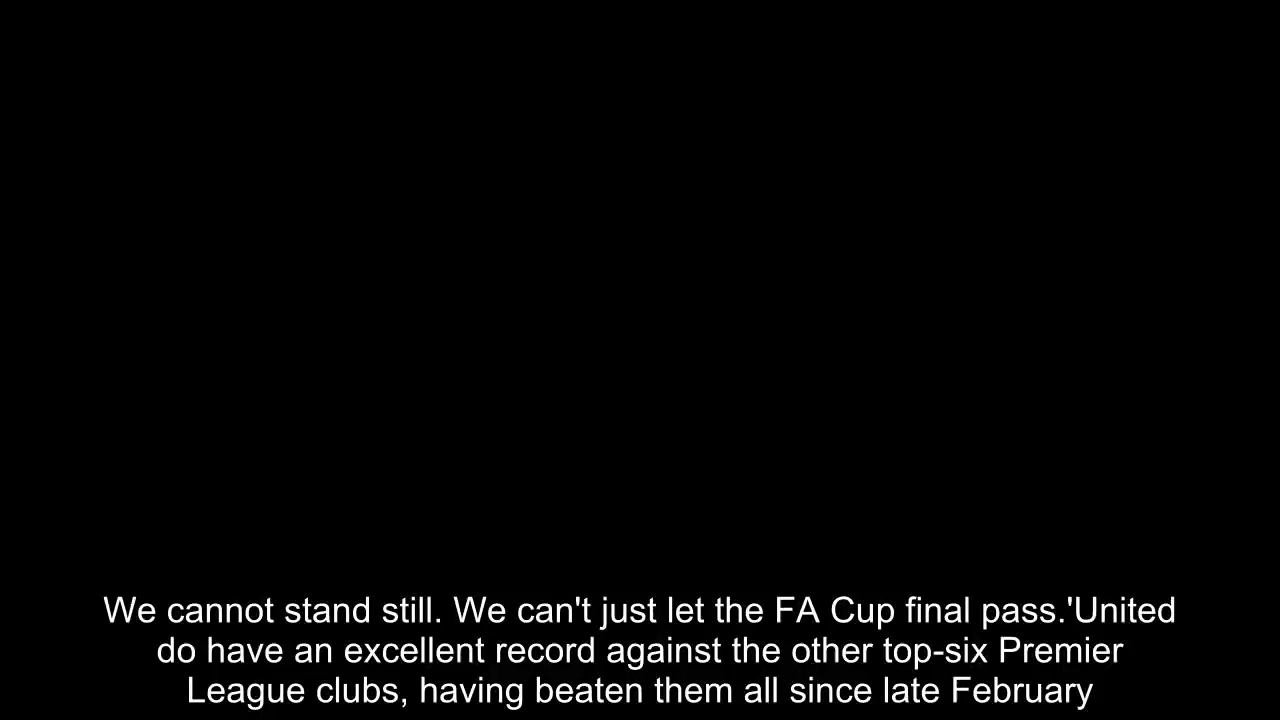 We cannot stand still. We can't just let the FA Cup final pass.'United
do have an excellent record against the other top-six Premier
League clubs, having beaten them all since late February